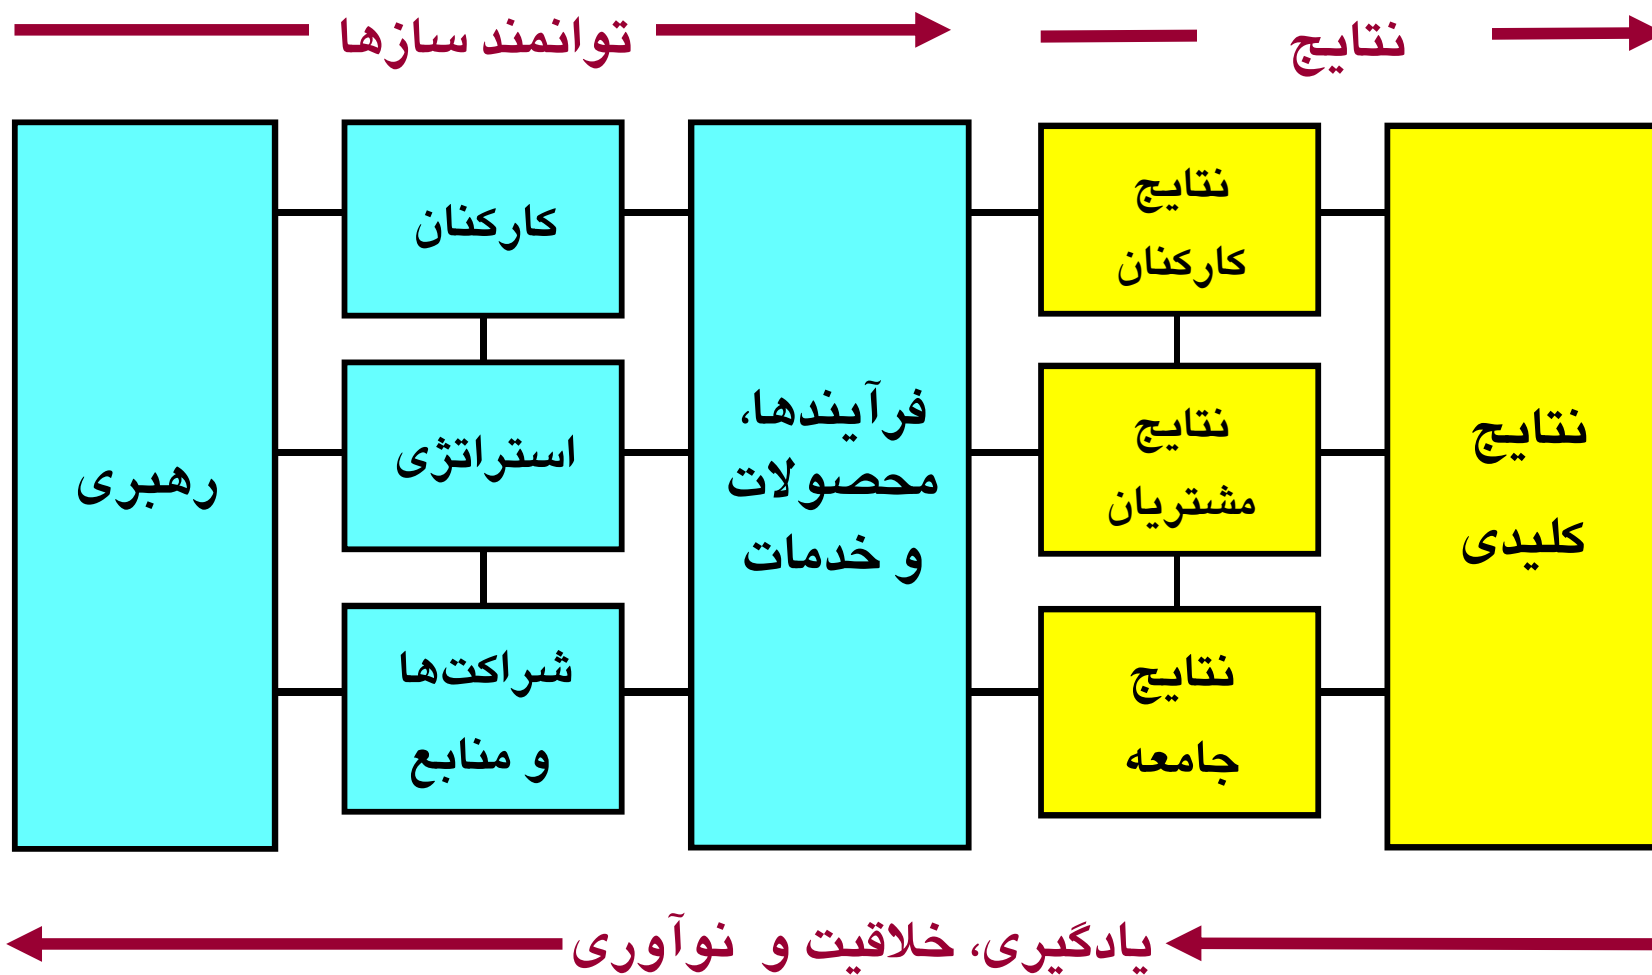 توانمند سازها
نتایج
رهبری
کارکنان
استراتژی
شراکت‌ها
و منابع
فرآیندها،
محصولات
و خدمات
نتایج
کارکنان
نتایج
مشتریان
نتایج
جامعه
نتایج
کلیدی
یادگیری، خلاقیت و نوآوری